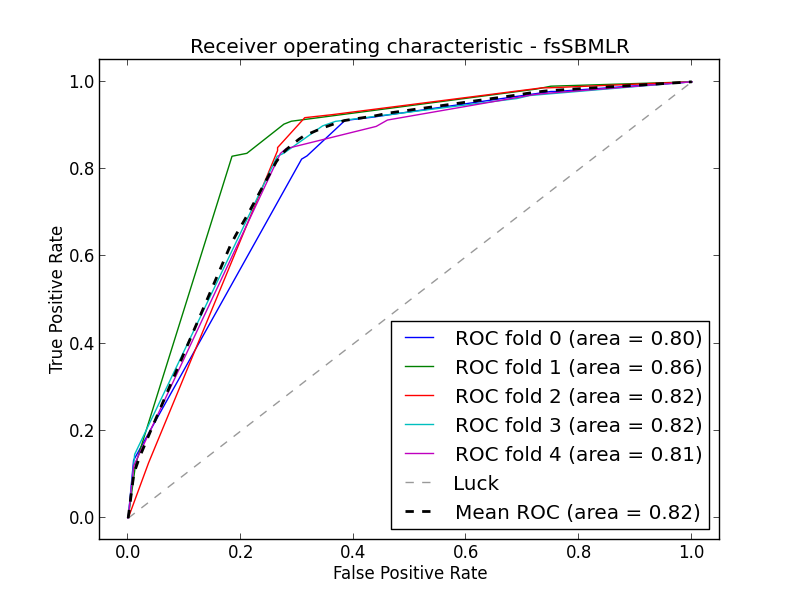 Receiver operating characteristic - fsSBMLR
1.0
0.8
0.6
0.4
0.2
0.0
True Positive Rate
ROC fold 0 (area = 0.80)
ROC fold 1 (area = 0.86)
ROC fold 2 (area = 0.82)
ROC fold 3 (area = 0.82)
ROC fold 4 (area = 0.81)
Luck
Mean ROC (area = 0.82)
0.0 0.2 0.4 0.6 0.8 1.0
False Positive Rate